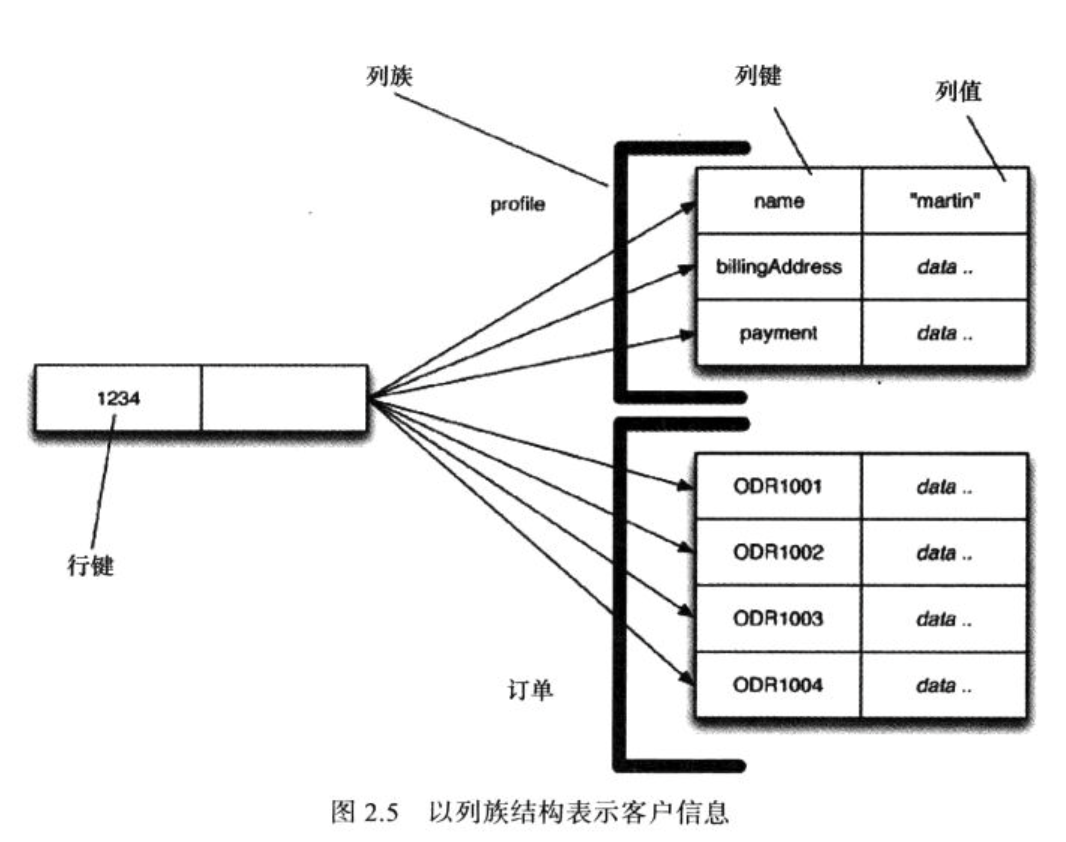 列族
列键
列值
profile
name
"martin"
billingAddress
data ..
payment
data ..
1234
行键
ODR1001
data ..
ODR1002
data ..
ODR1003
data ..
ODR1004
data ..
订单
图 2.5 以列族结构表示客户信息